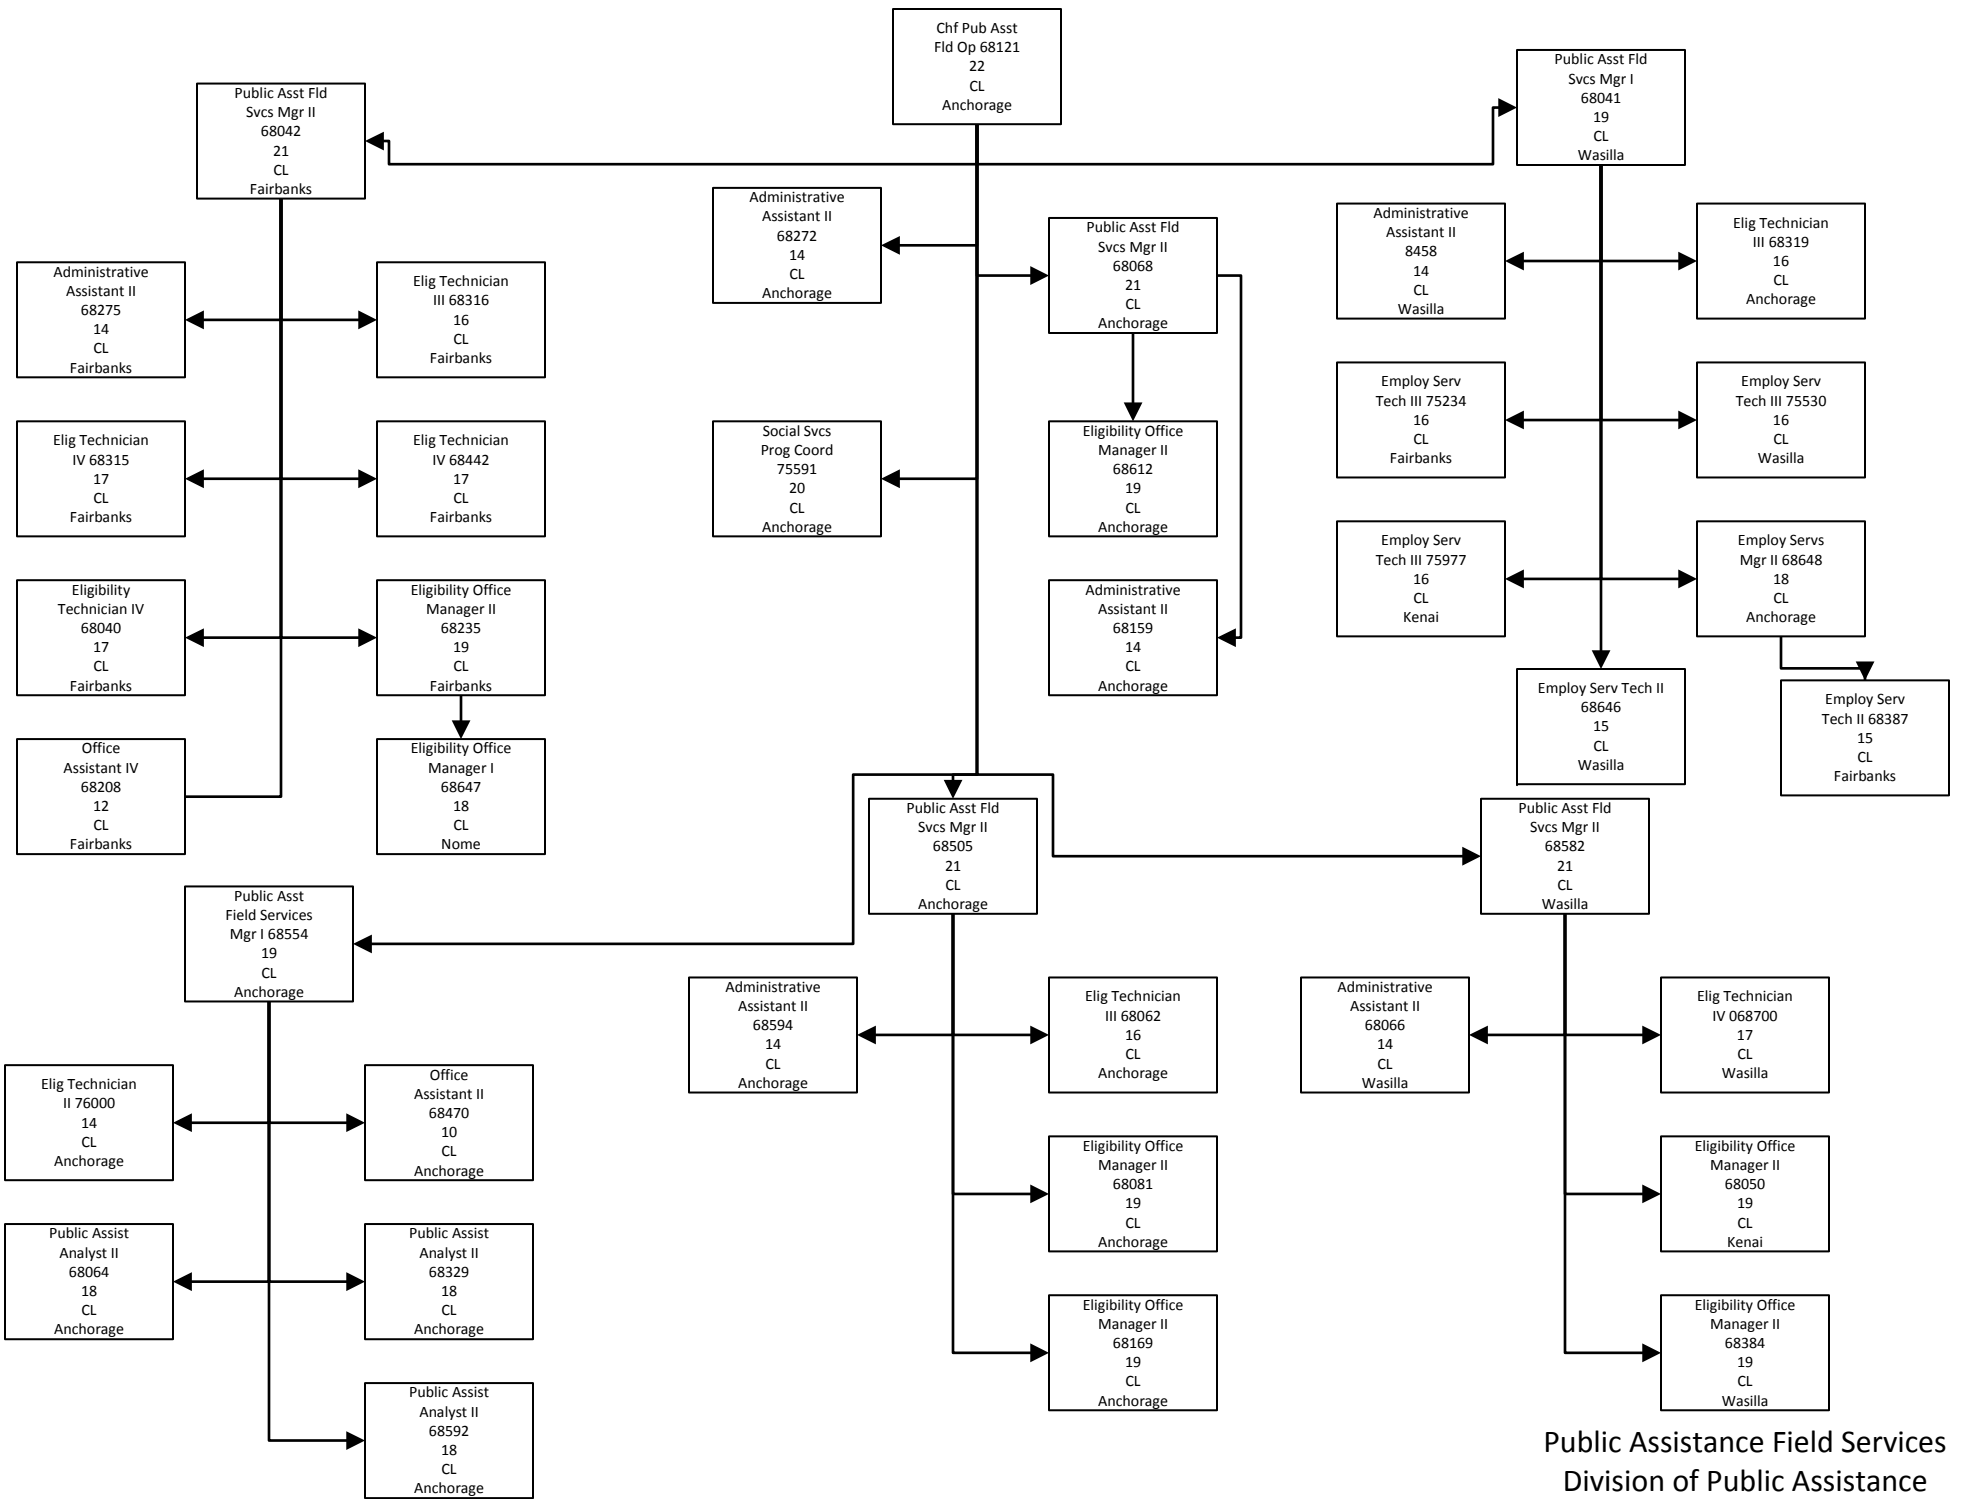 Chf Pub Asst
Fld Op 68121
22
CL
Anchorage
Public Asst Fld
Svcs Mgr I
68041
19
CL
Wasilla
Public Asst Fld
Svcs Mgr II
68042
21
CL
Fairbanks
Administrative
Assistant II
68272
14
CL
Anchorage
Public Asst Fld
Svcs Mgr II
68068
21
CL
Anchorage
Administrative
Assistant II
8458
14
CL
Wasilla
Elig Technician
III 68319
16
CL
Anchorage
Administrative
Assistant II
68275
14
CL
Fairbanks
Elig Technician
III 68316
16
CL
Fairbanks
Employ Serv
Tech III 75234
16
CL
Fairbanks
Employ Serv
Tech III 75530
16
CL
Wasilla
Elig Technician
IV 68315
17
CL
Fairbanks
Elig Technician
IV 68442
17
CL
Fairbanks
Social Svcs
Prog Coord
75591
20
CL
Anchorage
Eligibility Office
Manager II
68612
19
CL
Anchorage
Employ Serv
Tech III 75977
16
CL
Kenai
Employ Servs
Mgr II 68648
18
CL
Anchorage
Eligibility
Technician IV
68040
17
CL
Fairbanks
Eligibility Office
Manager II
68235
19
CL
Fairbanks
Administrative
Assistant II
68159
14
CL
Anchorage
Employ Serv Tech II
68646
15
CL
Wasilla
Employ Serv
Tech II 68387
15
CL
Fairbanks
Office
Assistant IV
68208
12
CL
Fairbanks
Eligibility Office
Manager I
68647
18
CL
Nome
Public Asst Fld
Svcs Mgr II
68505
21
CL
Anchorage
Public Asst Fld
Svcs Mgr II
68582
21
CL
Wasilla
Public Asst
Field Services
Mgr I 68554
19
CL
Anchorage
Administrative
Assistant II
68594
14
CL
Anchorage
Elig Technician
III 68062
16
CL
Anchorage
Administrative
Assistant II
68066
14
CL
Wasilla
Elig Technician
IV 068700
17
CL
Wasilla
Elig Technician
II 76000
14
CL
Anchorage
Office
Assistant II
68470
10
CL
Anchorage
Eligibility Office
Manager II
68081
19
CL
Anchorage
Eligibility Office
Manager II
68050
19
CL
Kenai
Public Assist
Analyst II
68064
18
CL
Anchorage
Public Assist
Analyst II
68329
18
CL
Anchorage
Eligibility Office
Manager II
68169
19
CL
Anchorage
Eligibility Office
Manager II
68384
19
CL
Wasilla
Public Assist
Analyst II
68592
18
CL
Anchorage
Public Assistance Field Services
Division of Public Assistance